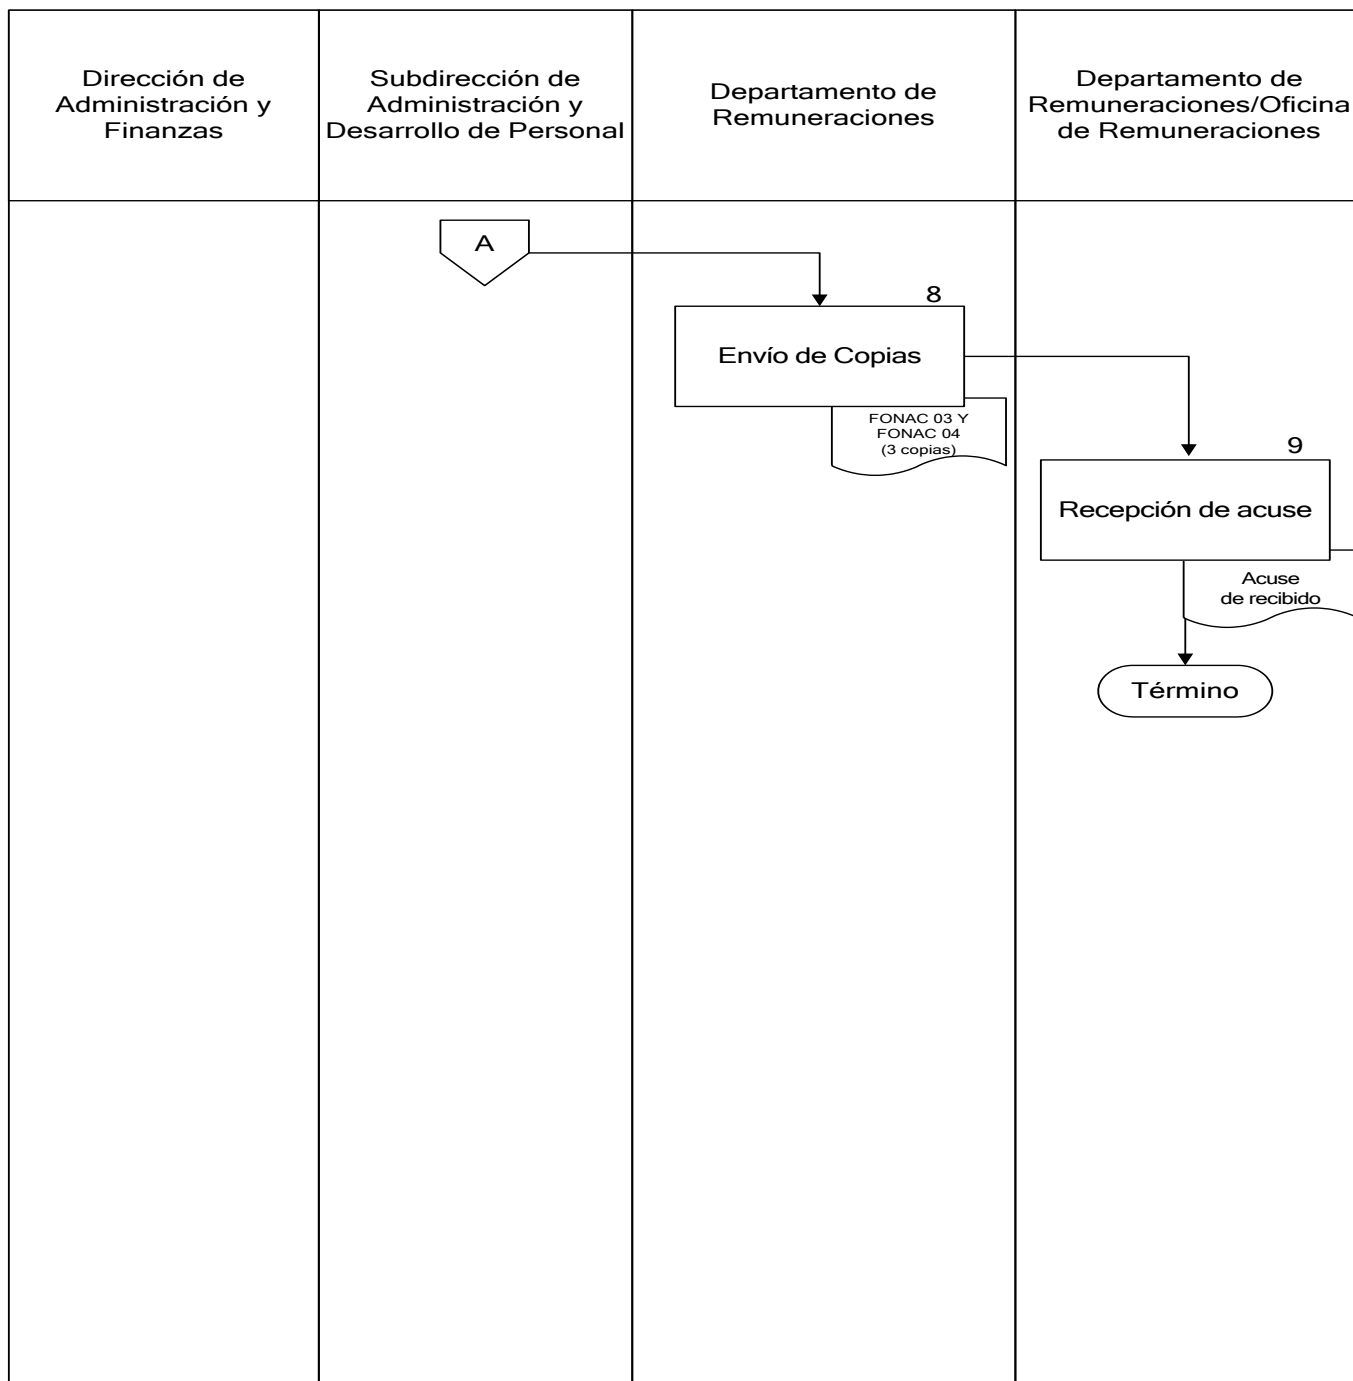 Dirección de
Administración y
Finanzas
Subdirección de
Administración y
Desarrollo de Personal
Departamento de
Remuneraciones
Departamento de
Remuneraciones/Oficina
de Remuneraciones
A
8
Envío de Copias
FONAC 03 Y
FONAC 04
(3 copias)
9
Recepción de acuse
Acuse
de recibido
Término